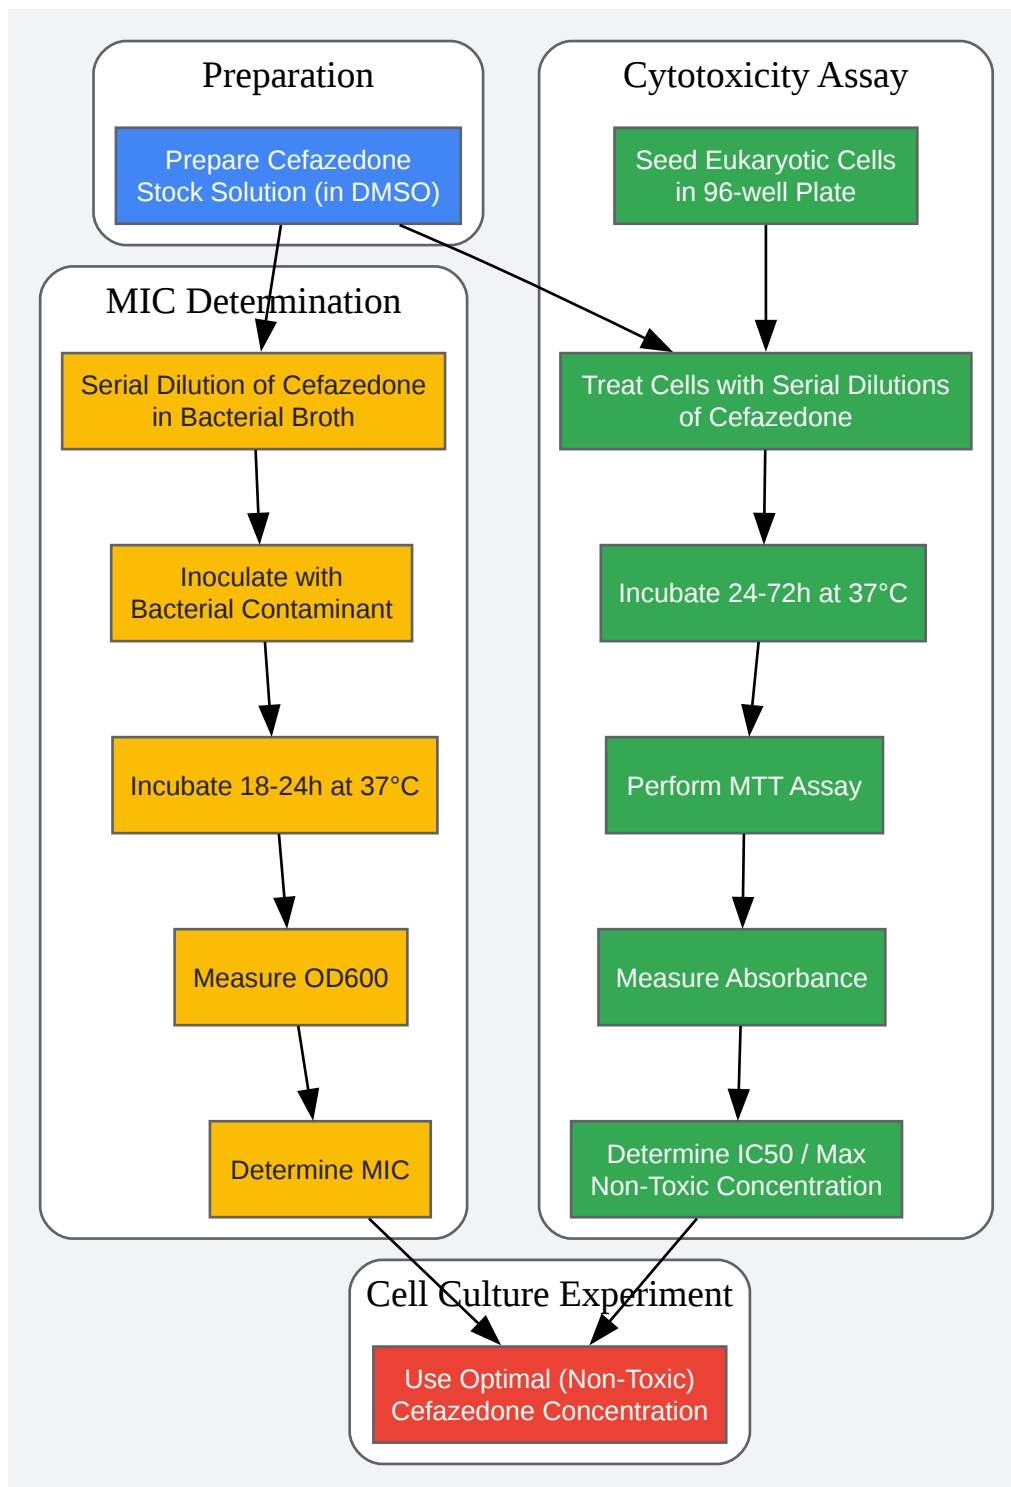 Preparation
Prepare Cefazedone
Stock Solution (in DMSO)
MIC Determination
Serial Dilution of Cefazedone
in Bacterial Broth
Inoculate with
Bacterial Contaminant
Incubate 18-24h at 37°C
Measure OD600
Determine MIC
Cytotoxicity Assay
Seed Eukaryotic Cells
in 96-well Plate
Treat Cells with Serial Dilutions
of Cefazedone
Incubate 24-72h at 37°C
Perform MTT Assay
Measure Absorbance
Determine IC50 / Max
Non-Toxic Concentration
Cell Culture Experiment
Use Optimal (Non-Toxic)
Cefazedone Concentration